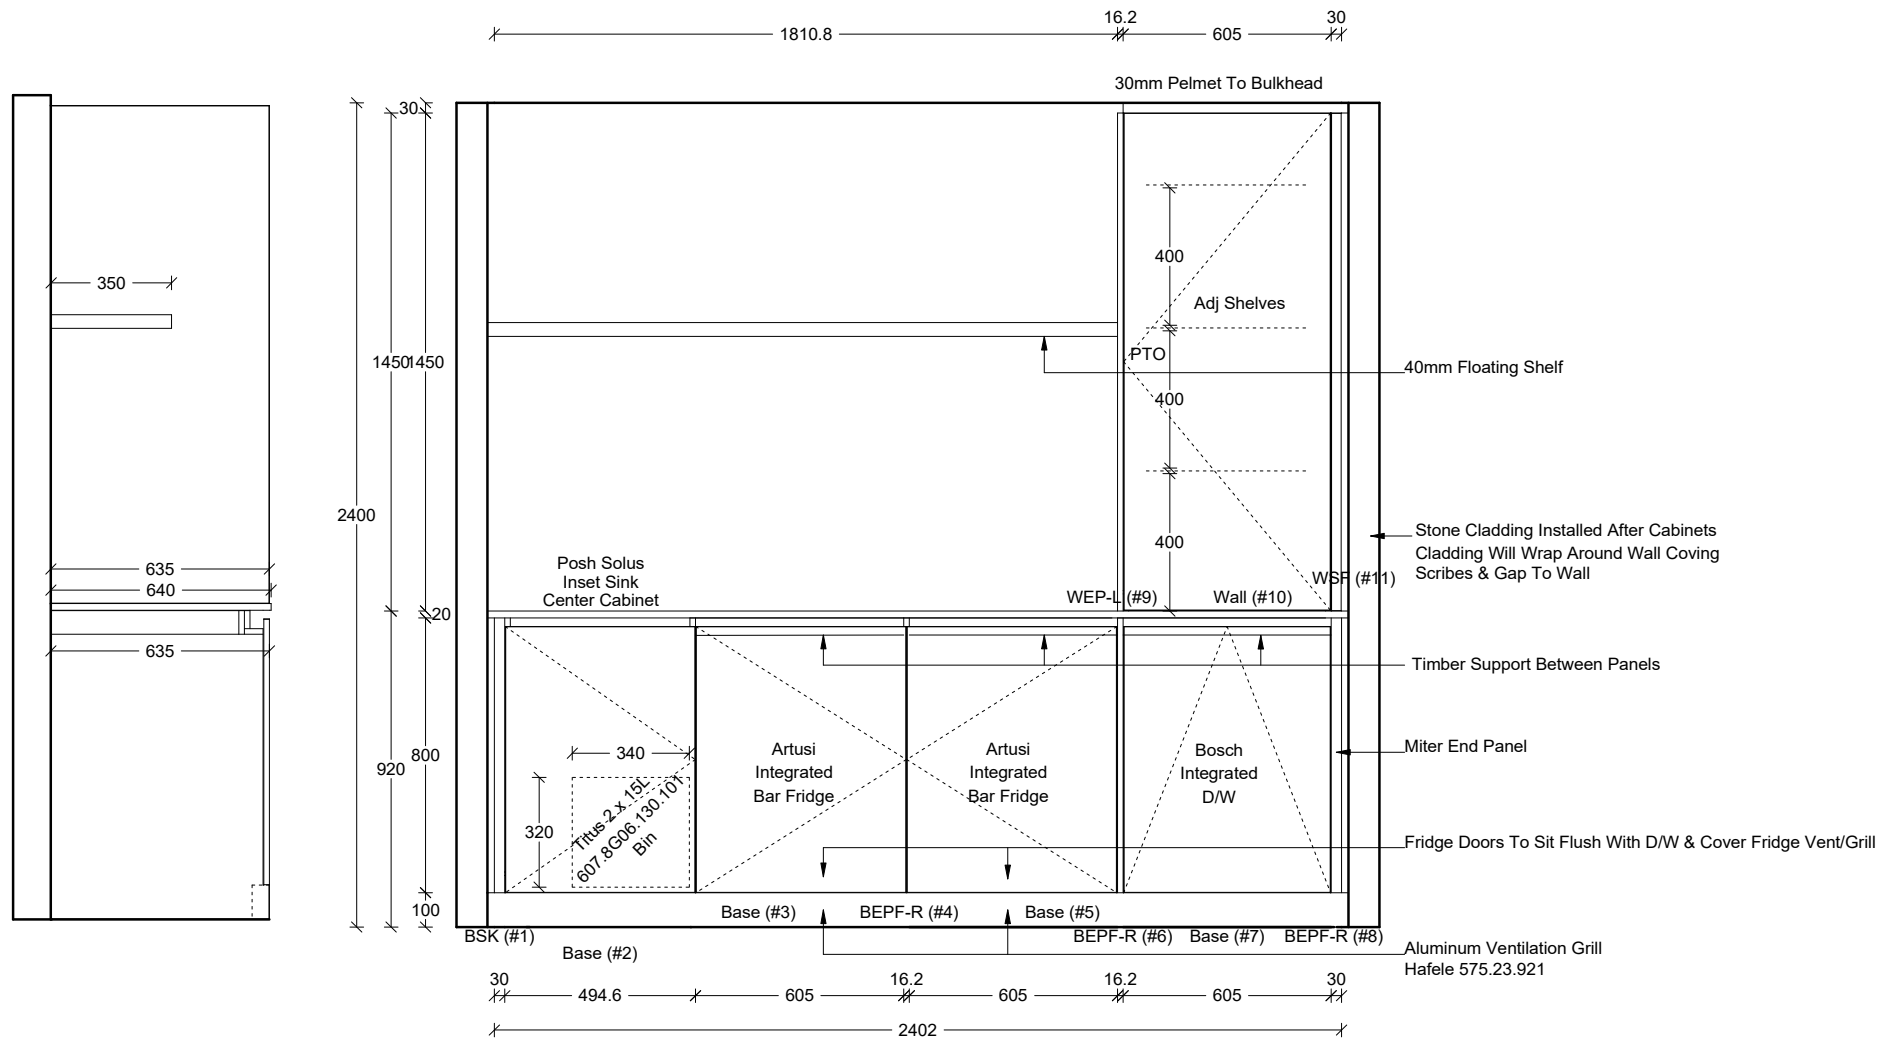 16.2
30
1810.8
605
30mm Pelmet To Bulkhead
30
350
400
Adj Shelves
1450
1450
PTO
40mm Floating Shelf
400
2400
Stone Cladding Installed After Cabinets
Cladding Will Wrap Around Wall Coving
Scribes & Gap To Wall
400
635
640
Posh Solus
Inset Sink
Center Cabinet
WEP-L (#9)
Wall (#10)
WSF (#11)
20
635
Timber Support Between Panels
340
800
920
Artusi
Integrated
Bar Fridge
Artusi
Integrated
Bar Fridge
Bosch
Integrated
D/W
Miter End Panel
320
Titus 2 x 15L
607.8G06.130.101
Bin
Fridge Doors To Sit Flush With D/W & Cover Fridge Vent/Grill
100
Base (#3)
BEPF-R (#4)
Base (#5)
BSK (#1)
Base (#2)
BEPF-R (#6)
Base (#7)
BEPF-R (#8)
Aluminum Ventilation Grill
Hafele 575.23.921
30
494.6
605
16.2
605
16.2
605
30
2402